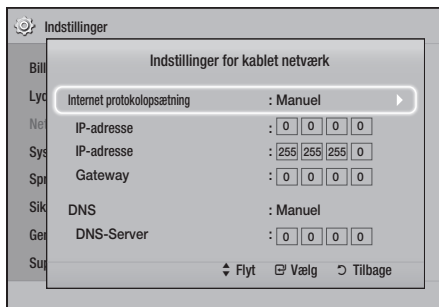 Indstillinger
Indstillinger for kablet netværk
Bill
Lyd
Net
Sys
Spr
Sik
Gen
Sup
Internet protokolopsætning : Manuel
IP-adresse : 0 0 0 0
IP-adresse : 255 255 255 0
Gateway : 0 0 0 0
DNS : Manuel
DNS-Server : 0 0 0 0
Flyt Vælg Tilbage